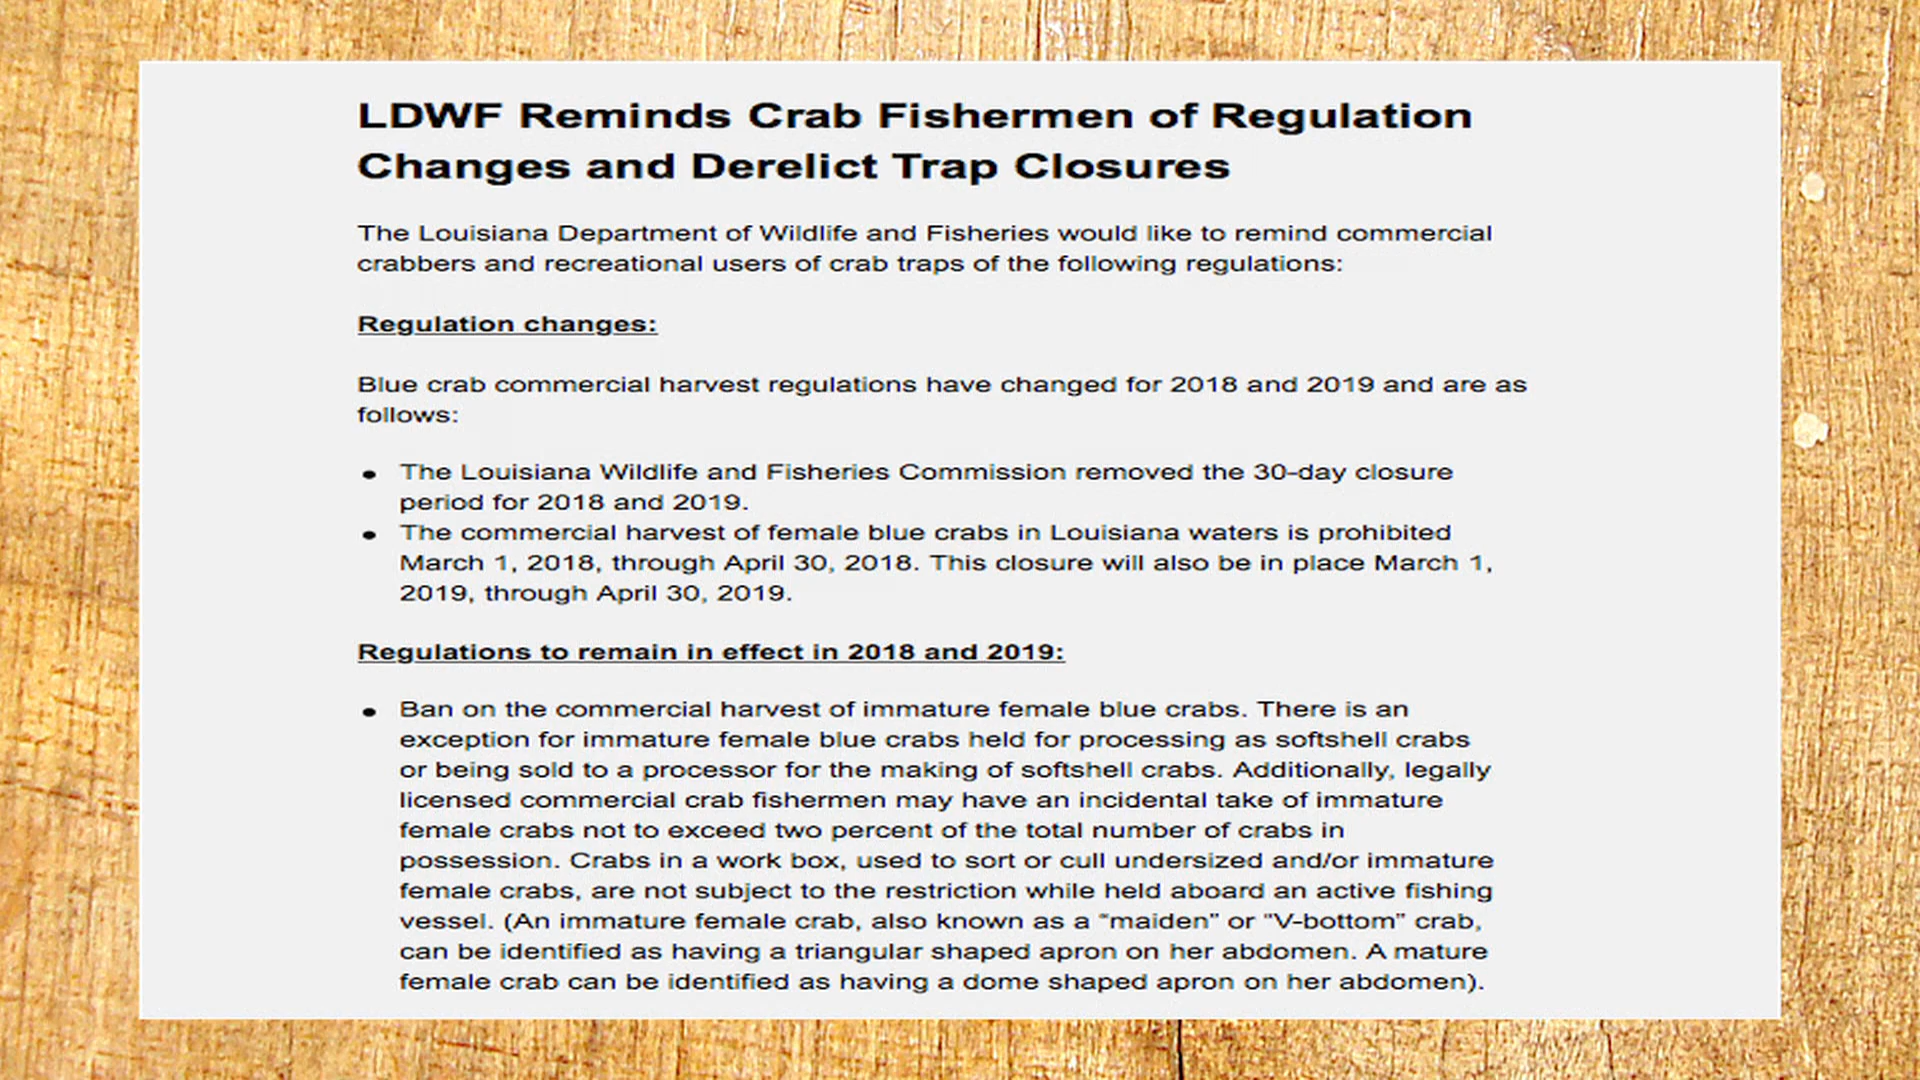 LDWF Reminds Crab Fishermen of Regulation
Changes and Derelict Trap Closures
The Louisiana Department of Wildlife and Fisheries would like to remind commercial
crabbers and recreational users of crab traps of the following regulations:
Regulation changes:
Blue crab commercial harvest regulations have changed for 2018 and 2019 and are as
follows:
• The Louisiana Wildlife and Fisheries Commission removed the 30-day closure
period for 2018 and 2019.
• The commercial harvest of female blue crabs in Louisiana waters is prohibited
March 1, 2018, through April 30, 2018. This closure will also be in place March 1,
2019, through April 30, 2019.
Regulations to remain in effect in 2018 and 2019:
• Ban on the commercial harvest of immature female blue crabs. There is an
exception for immature female blue crabs held for processing as softshell crabs
or being sold to a processor for the making of softshell crabs. Additionally, legally
licensed commercial crab fishermen may have an incidental take of immature
female crabs not to exceed two percent of the total number of crabs in
possession. Crabs in a work box, used to sort or cull undersized and/or immature
female crabs, are not subject to the restriction while held aboard an active fishing
vessel. (An immature female crab, also known as a “maiden” or “V-bottom” crab,
can be identified as having a triangular shaped apron on her abdomen. A mature
female crab can be identified as having a dome shaped apron on her abdomen).